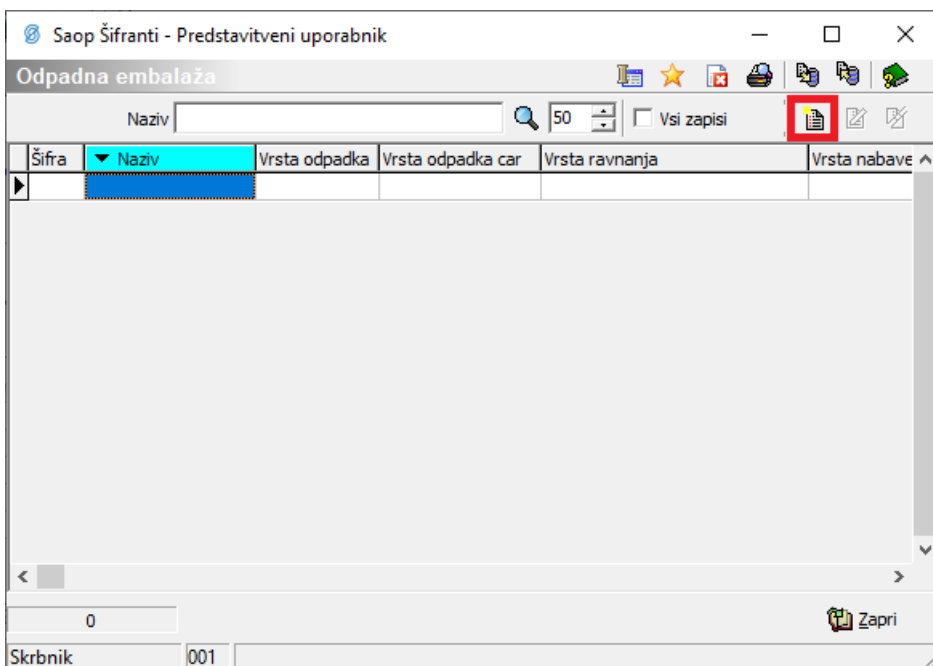 Saop Šifranti - Predstavitveni uporabnik
Odpadna embalaža
Naziv 50 Vsi zapisi
Šifra Naziv Vrsta odpadka Vrsta odpadka car Vrsta ravnanja Vrsta nabave
0 Zapri
Skrbnik 001